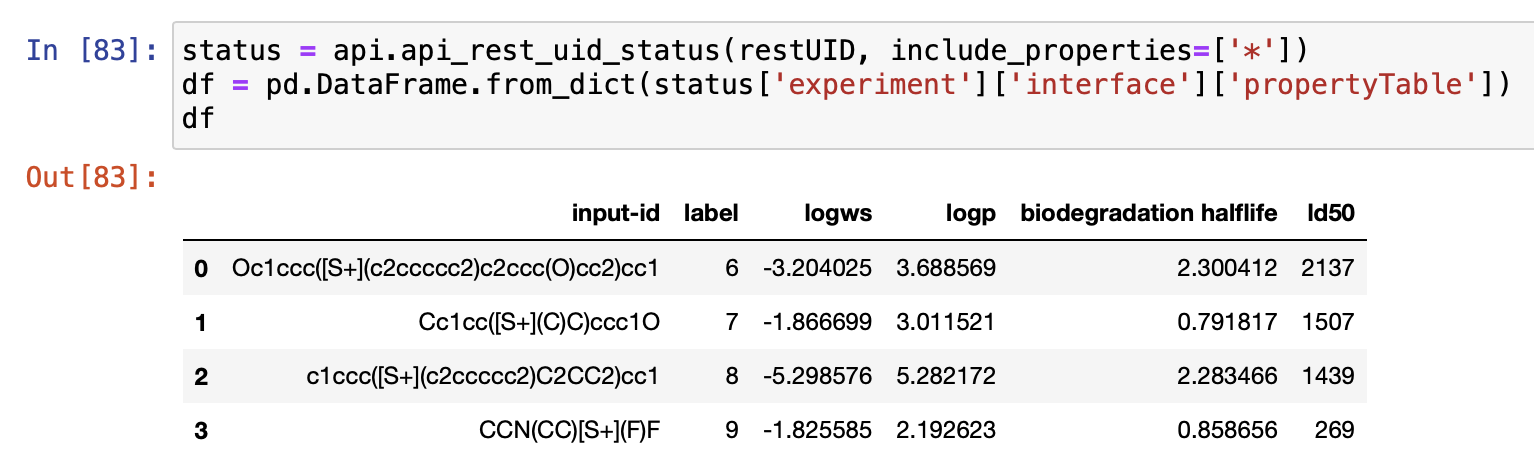 In [83]: status = api.api_rest_uid_status(restUID, include_properties=['*'])
df = pd.DataFrame.from_dict(status['experiment']['interface']['propertyTable'])
df
Out[83]:
input-id label logws logp biodegradation halflife ld50
0 Oc1ccc([S+](c2ccccc2)c2ccc(O)cc2)cc1 6 -3.204025 3.688569 2.300412 2137
1 Cc1cc([S+](C)C)ccc1O 7 -1.866699 3.011521 0.791817 1507
2 c1ccc([S+](c2ccccc2)C2CC2)cc1 8 -5.298576 5.282172 2.283466 1439
3 CCN(CC)[S+](F)F 9 -1.825585 2.192623 0.858656 269